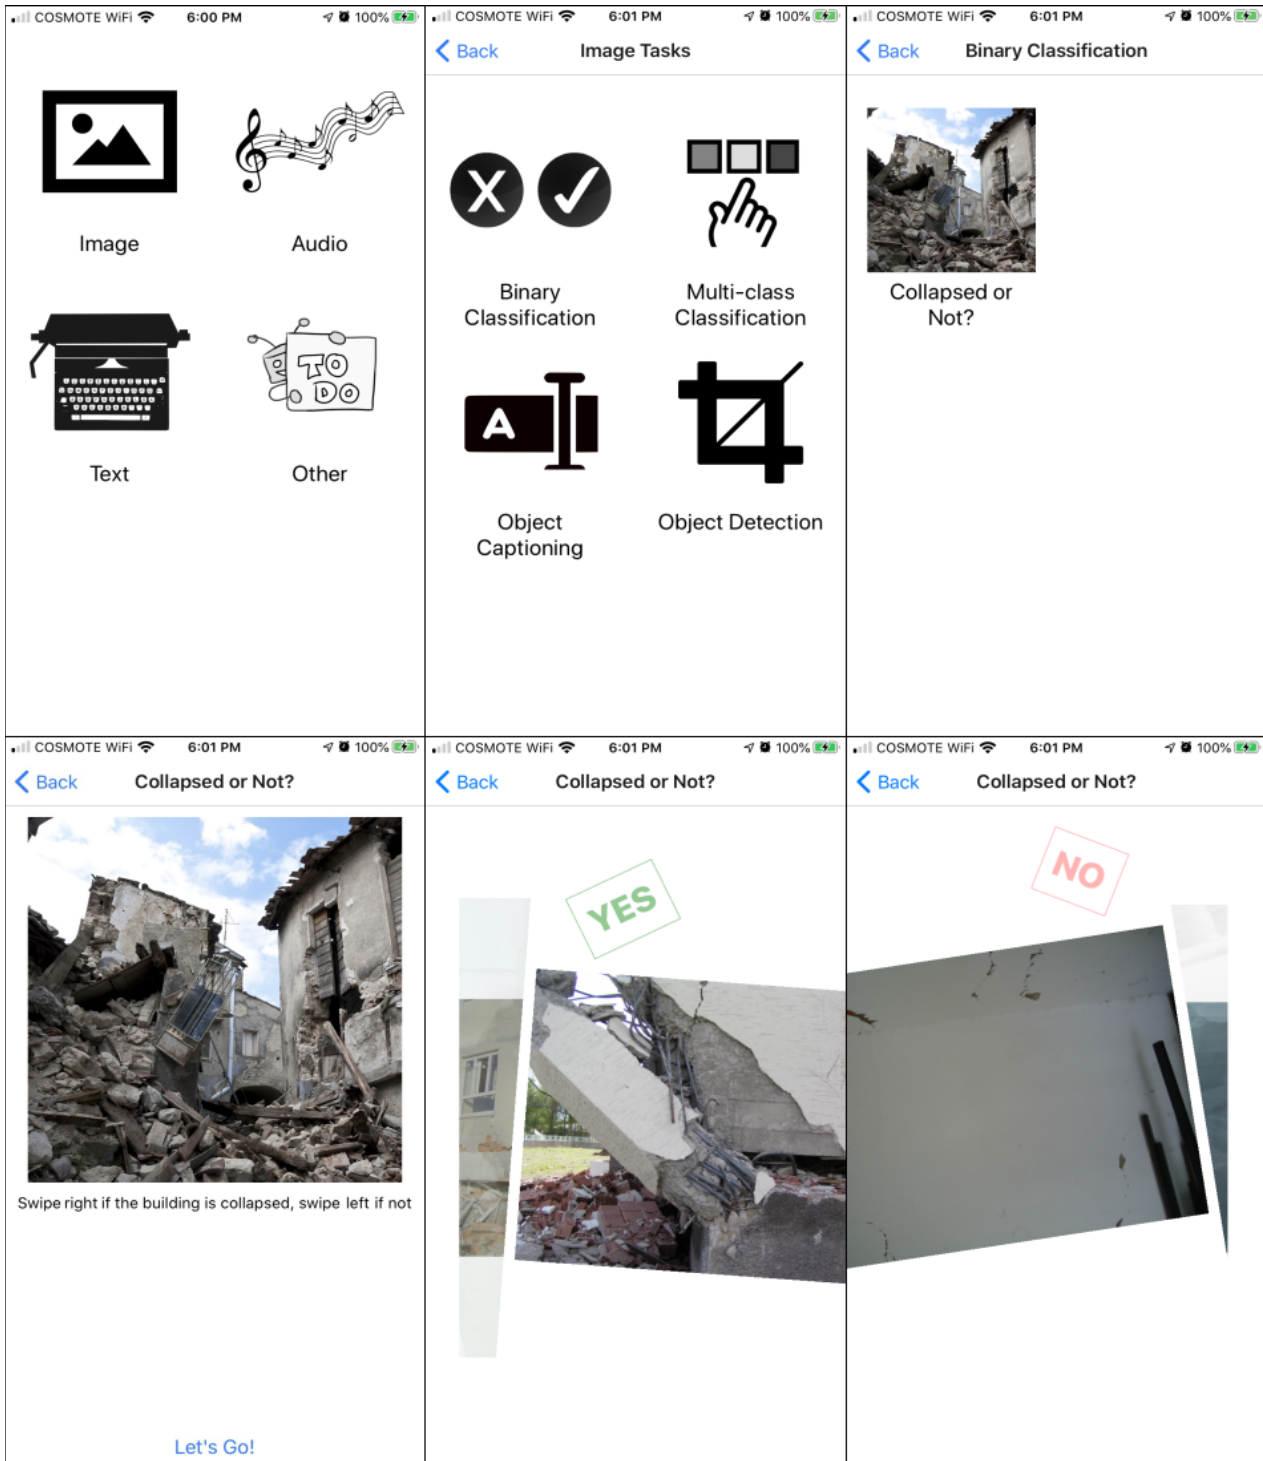 COSMOTE WiFi 6:00 PM 100%
Image
Audio
TO
DO
Text
Other
COSMOTE WiFi 6:01 PM 100%
Back Image Tasks
X
Binary
Classification
Multi-class
Classification
A
Object
Captioning
Object Detection
COSMOTE WiFi 6:01 PM 100%
Back Binary Classification
Collapsed or
Not?
COSMOTE WiFi 6:01 PM 100%
Back Collapsed or Not?
Swipe right if the building is collapsed, swipe left if not
Let's Go!
COSMOTE WiFi 6:01 PM 100%
Back Collapsed or Not?
YES
COSMOTE WiFi 6:01 PM 100%
Back Collapsed or Not?
NO